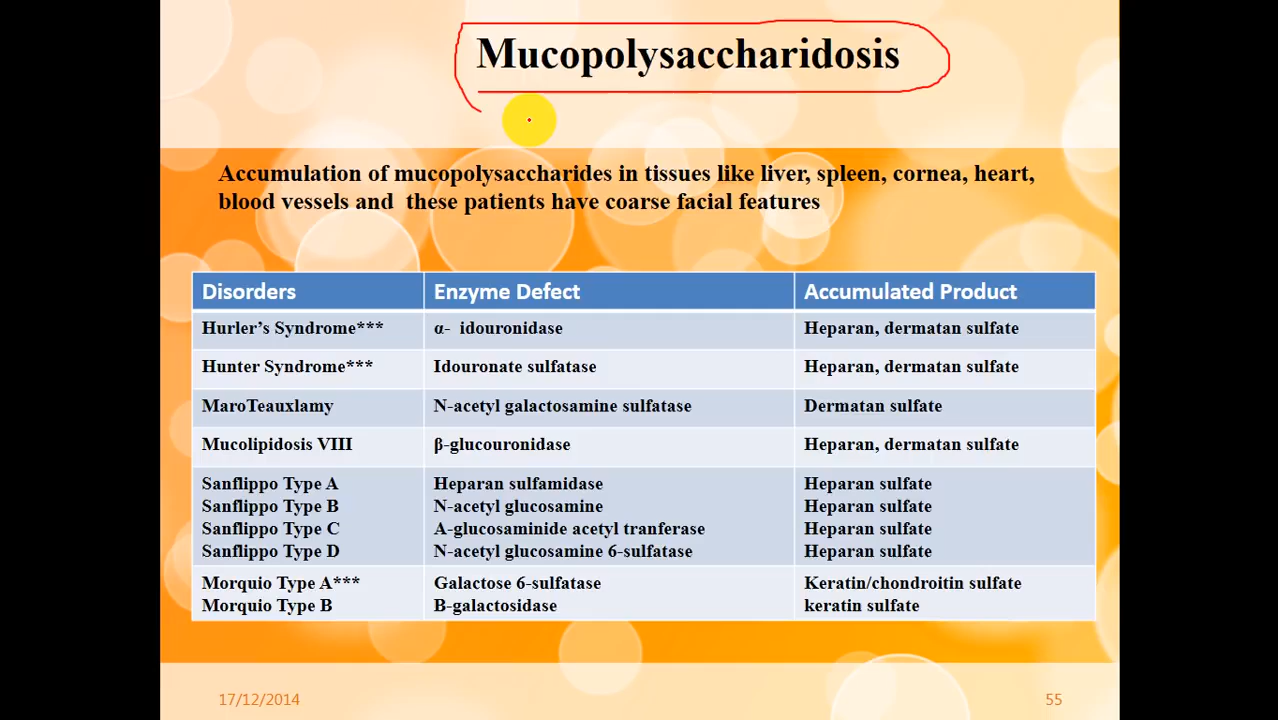 Mucopolysaccharidosis
Accumulation of mucopolysaccharides in tissues like liver, spleen, cornea, heart,
blood vessels and these patients have coarse facial features
Disorders Enzyme Defect Accumulated Product
Hurler's Syndrome*** α- idouronidase Heparan, dermatan sulfate
Hunter Syndrome*** Idouronate sulfatase Heparan, dermatan sulfate
MaroTeauxlamy N-acetyl galactosamine sulfatase Dermatan sulfate
Mucolipidosis VIII β-glucouronidase Heparan, dermatan sulfate
Sanflippo Type A Heparan sulfamidase Heparan sulfate
Sanflippo Type B N-acetyl glucosamine Heparan sulfate
Sanflippo Type C A-glucosaminide acetyl tranferase Heparan sulfate
Sanflippo Type D N-acetyl glucosamine 6-sulfatase Heparan sulfate
Morquio Type A*** Galactose 6-sulfatase Keratin/chondroitin sulfate
Morquio Type B B-galactosidase keratin sulfate
17/12/2014 55